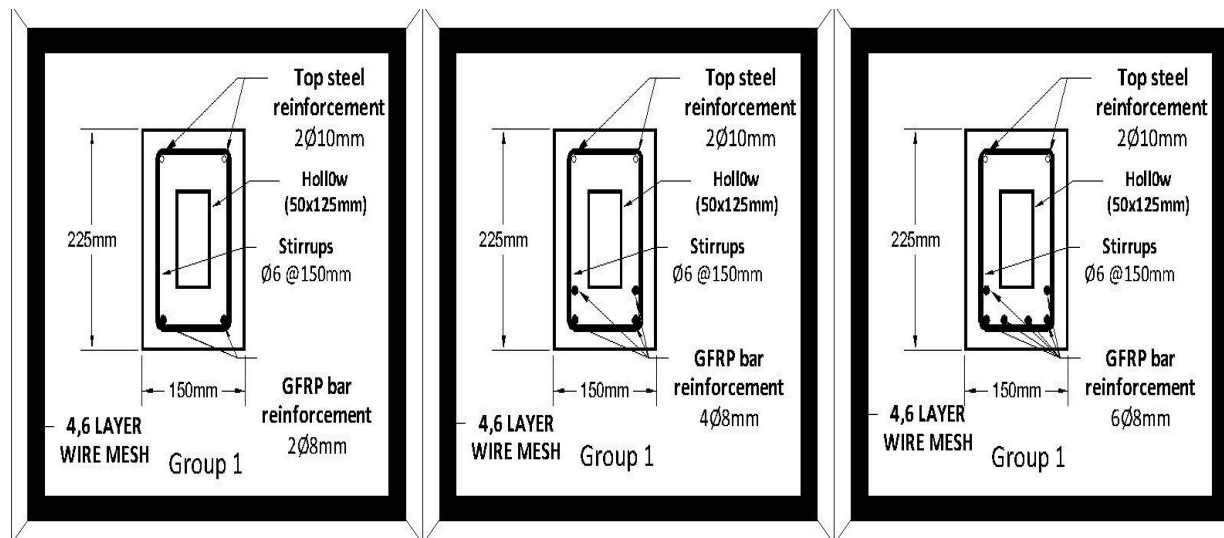 Top steel
reinforcement
2Ø10mm
Holl0w
(50x125mm)
225mm
Stirrups
Ø6 @150mm
150mm
GFRP bar
reinforcement
2Ø8mm
4,6 LAYER
WIRE MESH
Group 1
Top steel
reinforcement
2Ø10mm
Holl0w
(50x125mm)
225mm
Stirrups
Ø6 @150mm
150mm
GFRP bar
reinforcement
4Ø8mm
4,6 LAYER
WIRE MESH
Group 1
Top steel
reinforcement
2Ø10mm
Holl0w
(50x125mm)
225mm
Stirrups
Ø6 @150mm
150mm
GFRP bar
reinforcement
6Ø8mm
4,6 LAYER
WIRE MESH
Group 1